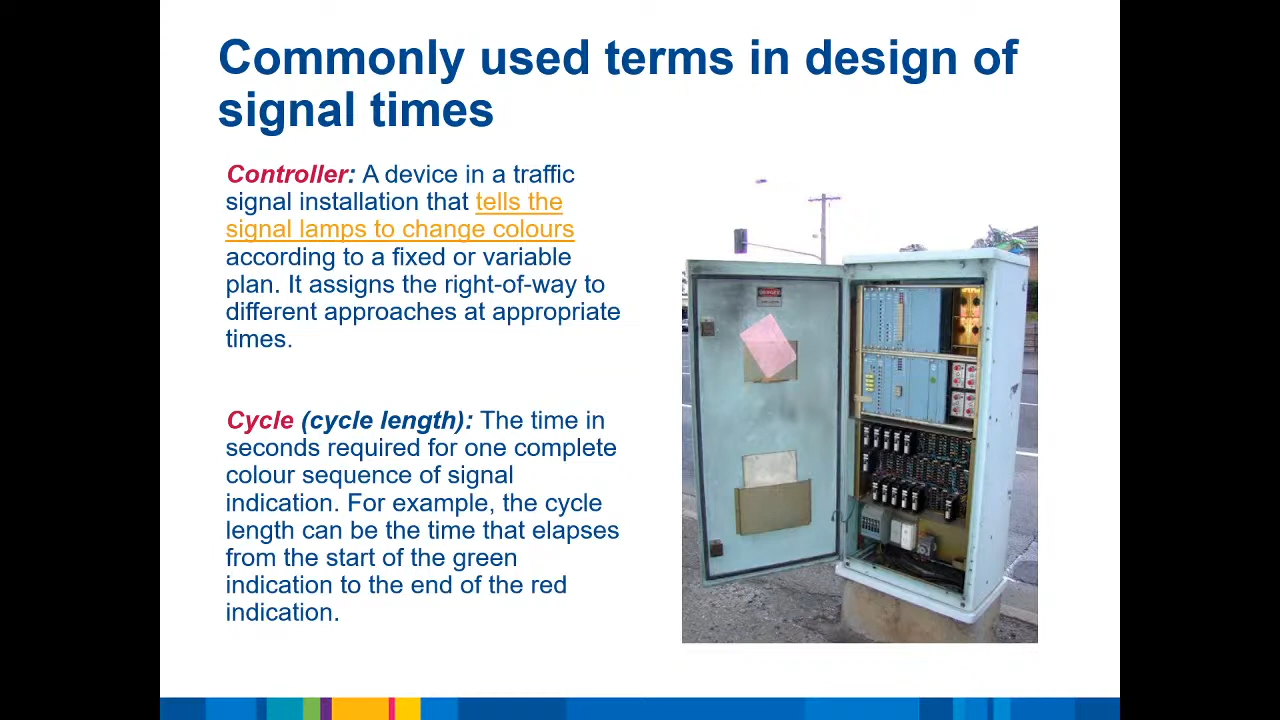 Commonly used terms in design of
signal times
Controller: A device in a traffic
signal installation that tells the
signal lamps to change colours
according to a fixed or variable
plan. It assigns the right-of-way to
different approaches at appropriate
times.
Cycle (cycle length): The time in
seconds required for one complete
colour sequence of signal
indication. For example, the cycle
length can be the time that elapses
from the start of the green
indication to the end of the red
indication.
DANGER